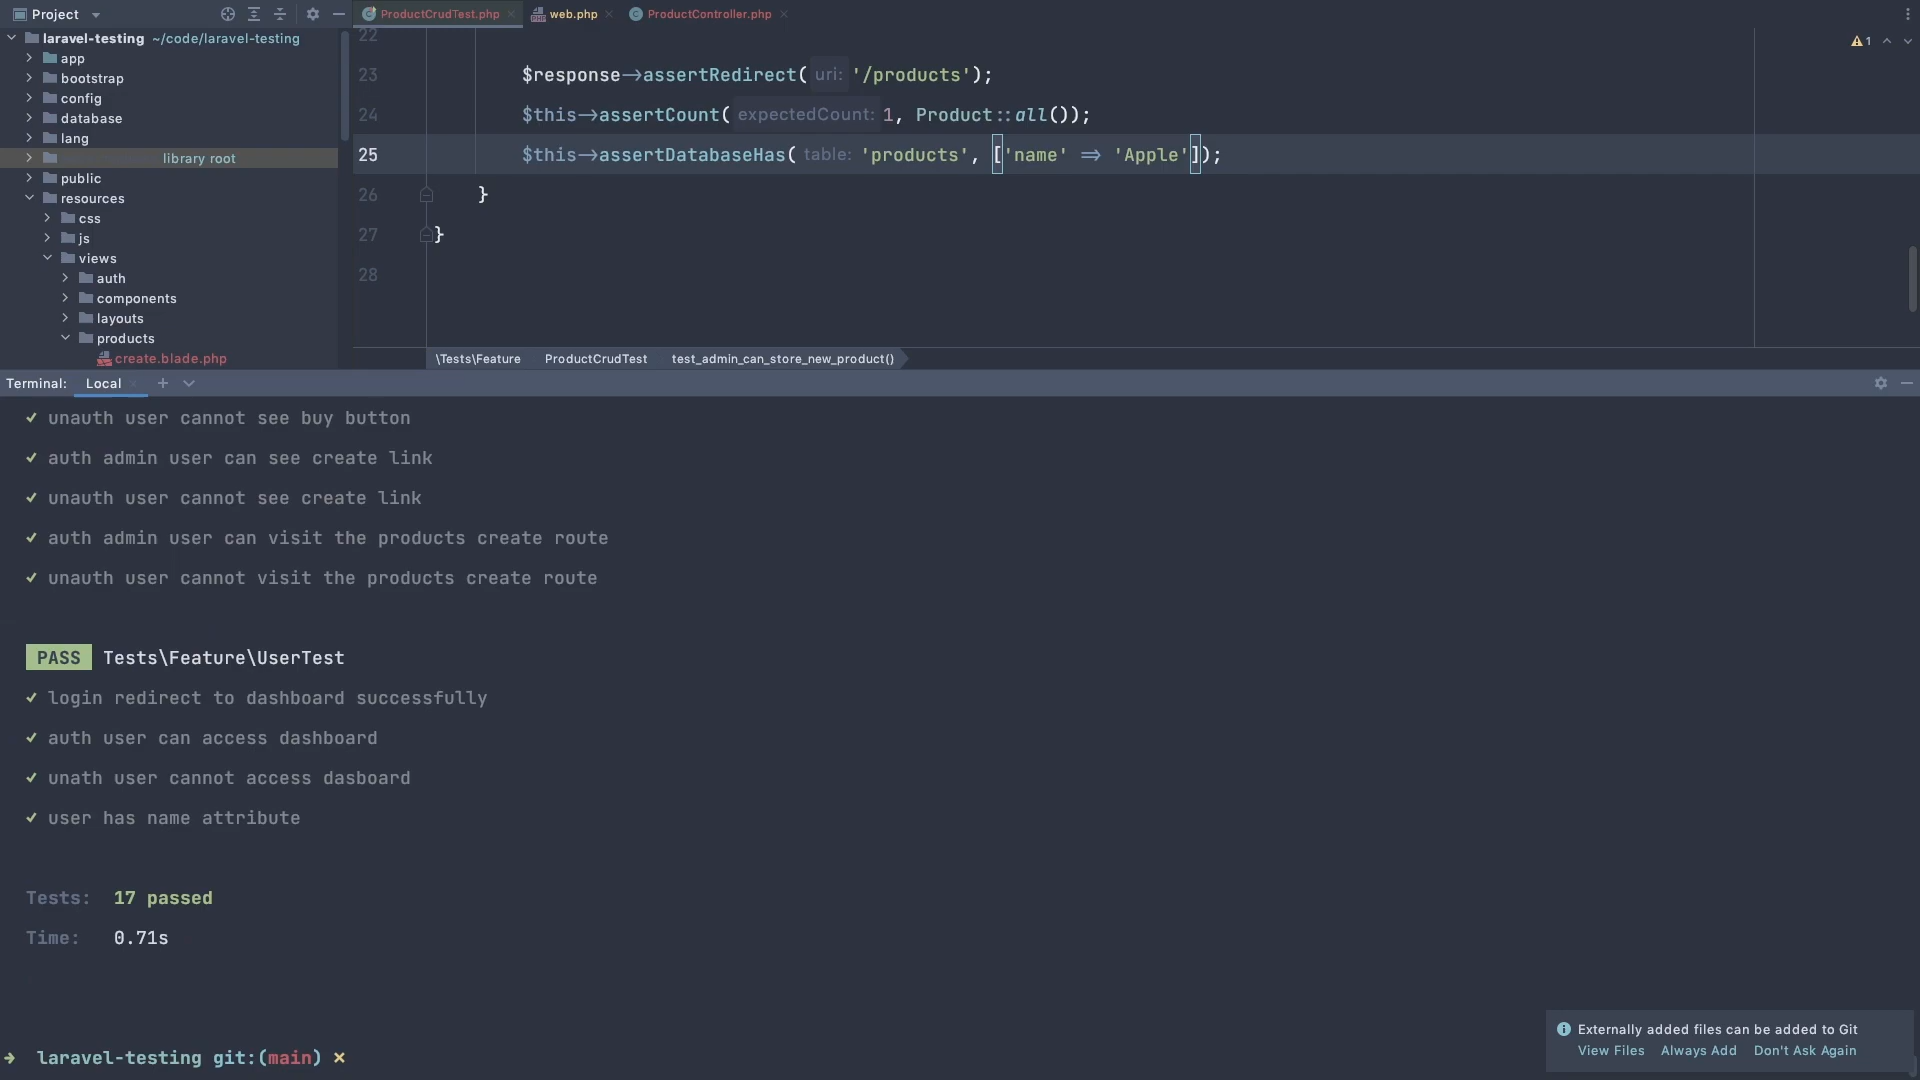 Project
ProductCrudTest.php
web.php
ProductController.php
laravel-testing ~/code/laravel-testing
app
bootstrap
config
database
lang
library root
public
resources
css
js
views
auth
components
layouts
products
create.blade.php
22
23 $response->assertRedirect( uri: '/products');
24 $this->assertCount( expectedCount: 1, Product::all());
25 $this->assertDatabaseHas( table: 'products', ['name' => 'Apple']);
26 }
27 }
28
1
\Tests\Feature ProductCrudTest test_admin_can_store_new_product()
Terminal: Local
✓ unauth user cannot see buy button
✓ auth admin user can see create link
✓ unauth user cannot see create link
✓ auth admin user can visit the products create route
✓ unauth user cannot visit the products create route
PASS Tests\Feature\UserTest
✓ login redirect to dashboard successfully
✓ auth user can access dashboard
✓ unath user cannot access dasboard
✓ user has name attribute
Tests: 17 passed
Time: 0.71s
➜ laravel-testing git:(main) ✗
Externally added files can be added to Git
View Files Always Add Don't Ask Again